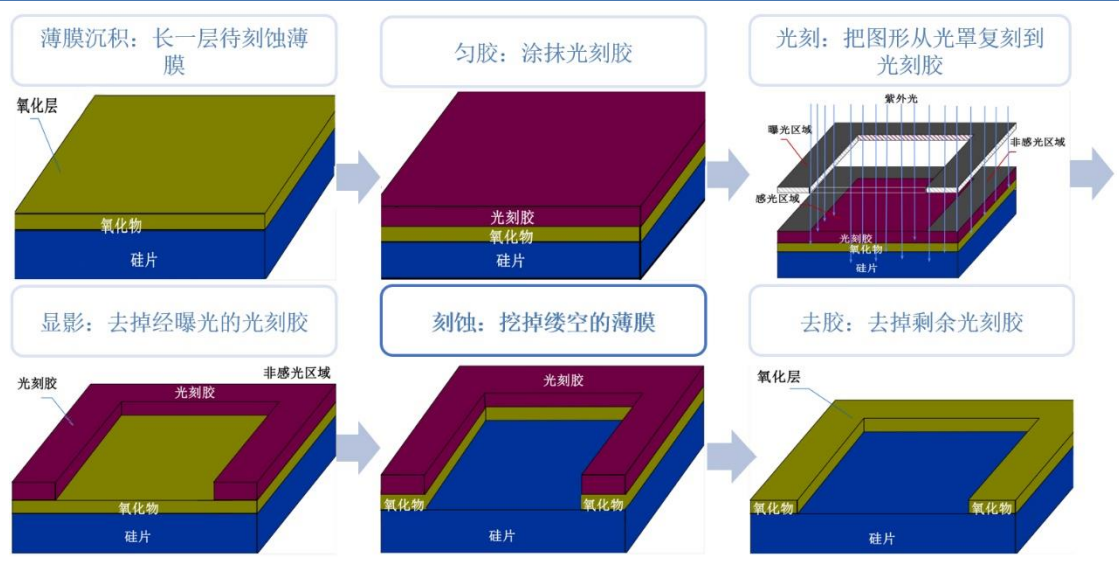 薄膜沉积：长一层待刻蚀薄
膜
匀胶：涂抹光刻胶
光刻：把图形从光罩复刻到
光刻胶
氧化层
氧化物
硅片
光刻胶
氧化物
硅片
紫外光
曝光区域
非感光区域
感光区域
光刻胶
氧化物
硅片
显影：去掉经曝光的光刻胶
刻蚀：挖掉缕空的薄膜
去胶：去掉剩余光刻胶
光刻胶
非感光区域
光刻胶
氧化物
硅片
光刻胶
氧化物
氧化物
硅片
氧化层
氧化物
氧化物
硅片